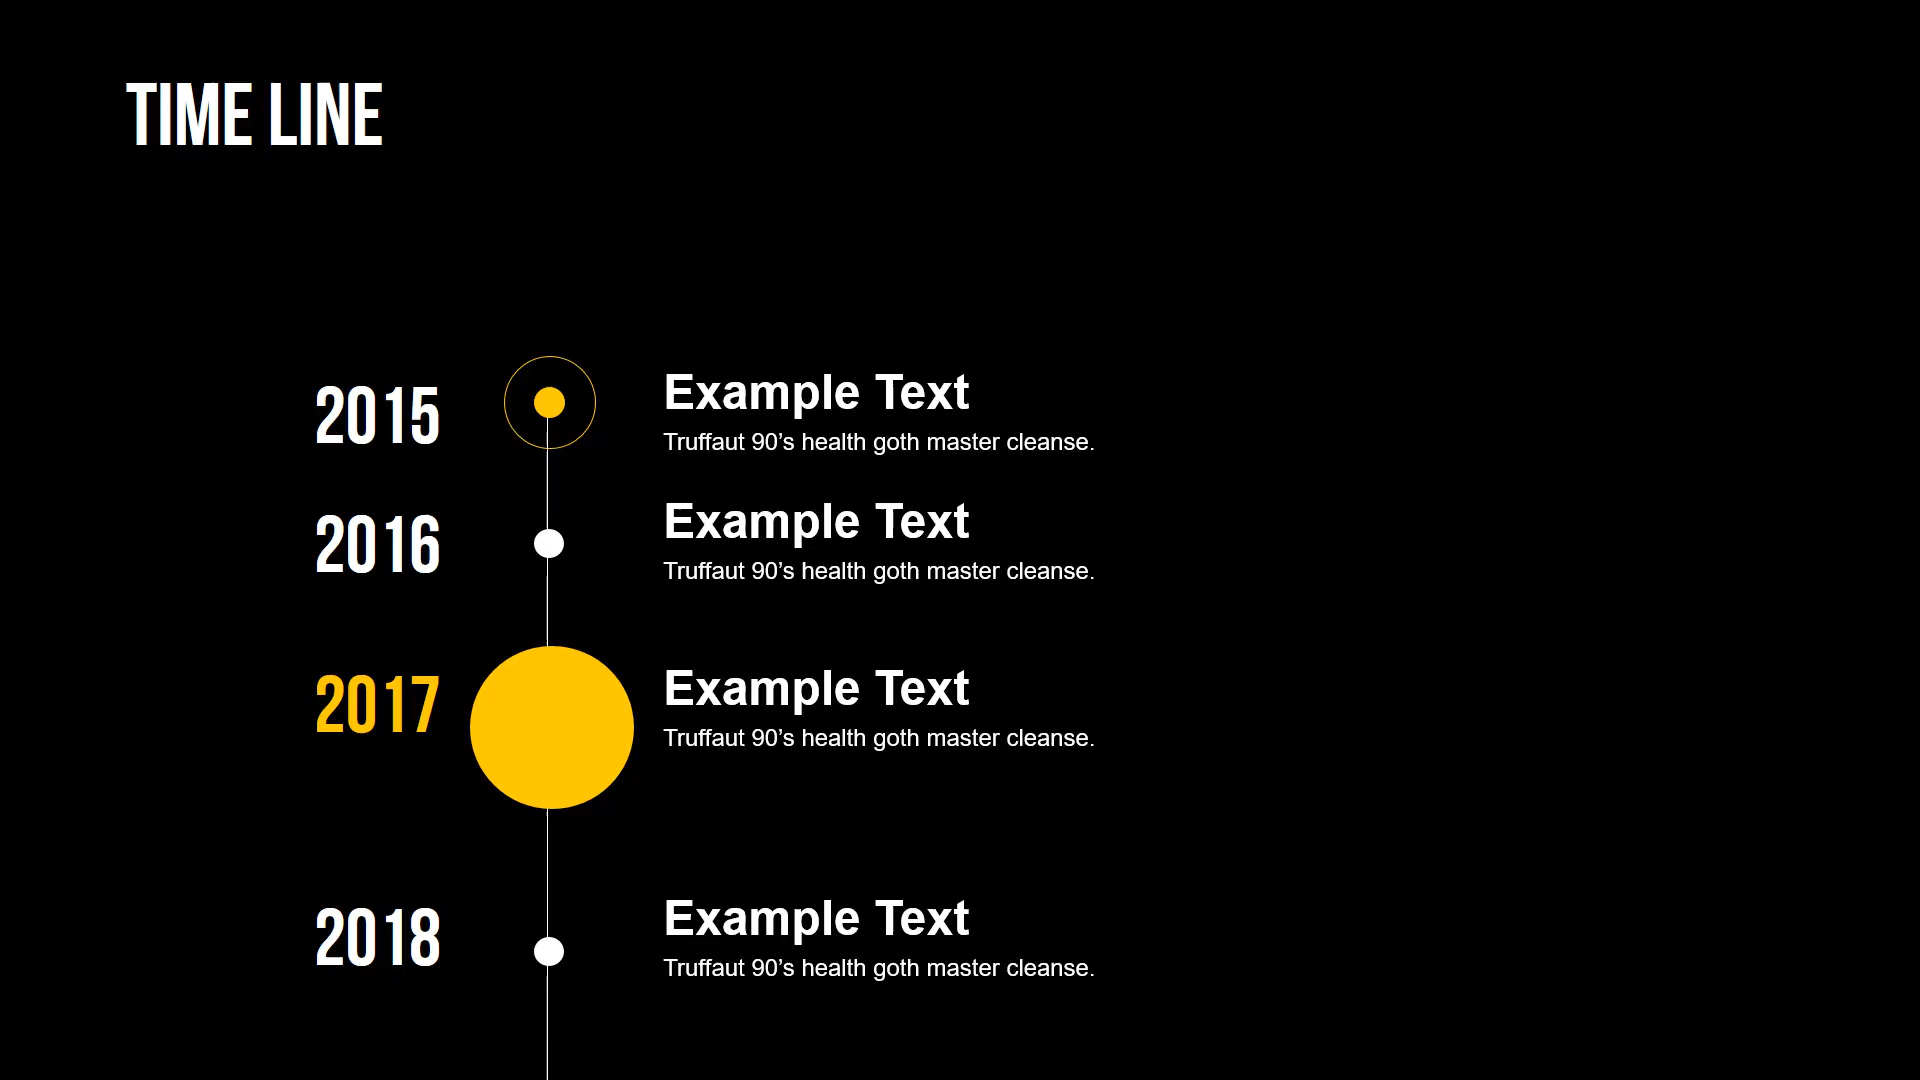 TIME LINE
2015
Example Text
Truffaut 90’s health goth master cleanse.
2016
Example Text
Truffaut 90’s health goth master cleanse.
2017
Example Text
Truffaut 90’s health goth master cleanse.
2018
Example Text
Truffaut 90’s health goth master cleanse.